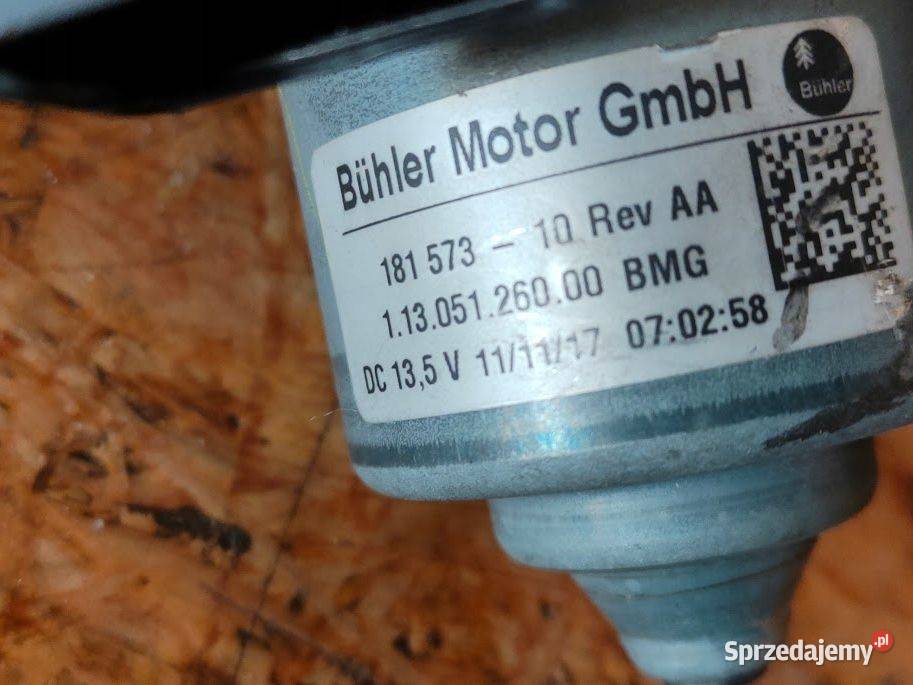 Bühler Motor GmbH
Bühler
181 573 – 10 Rev AA
1.13.051.260.00 BMG
DC 13,5 V 11/11/17 07:02:58
Sprzedajemy.pl